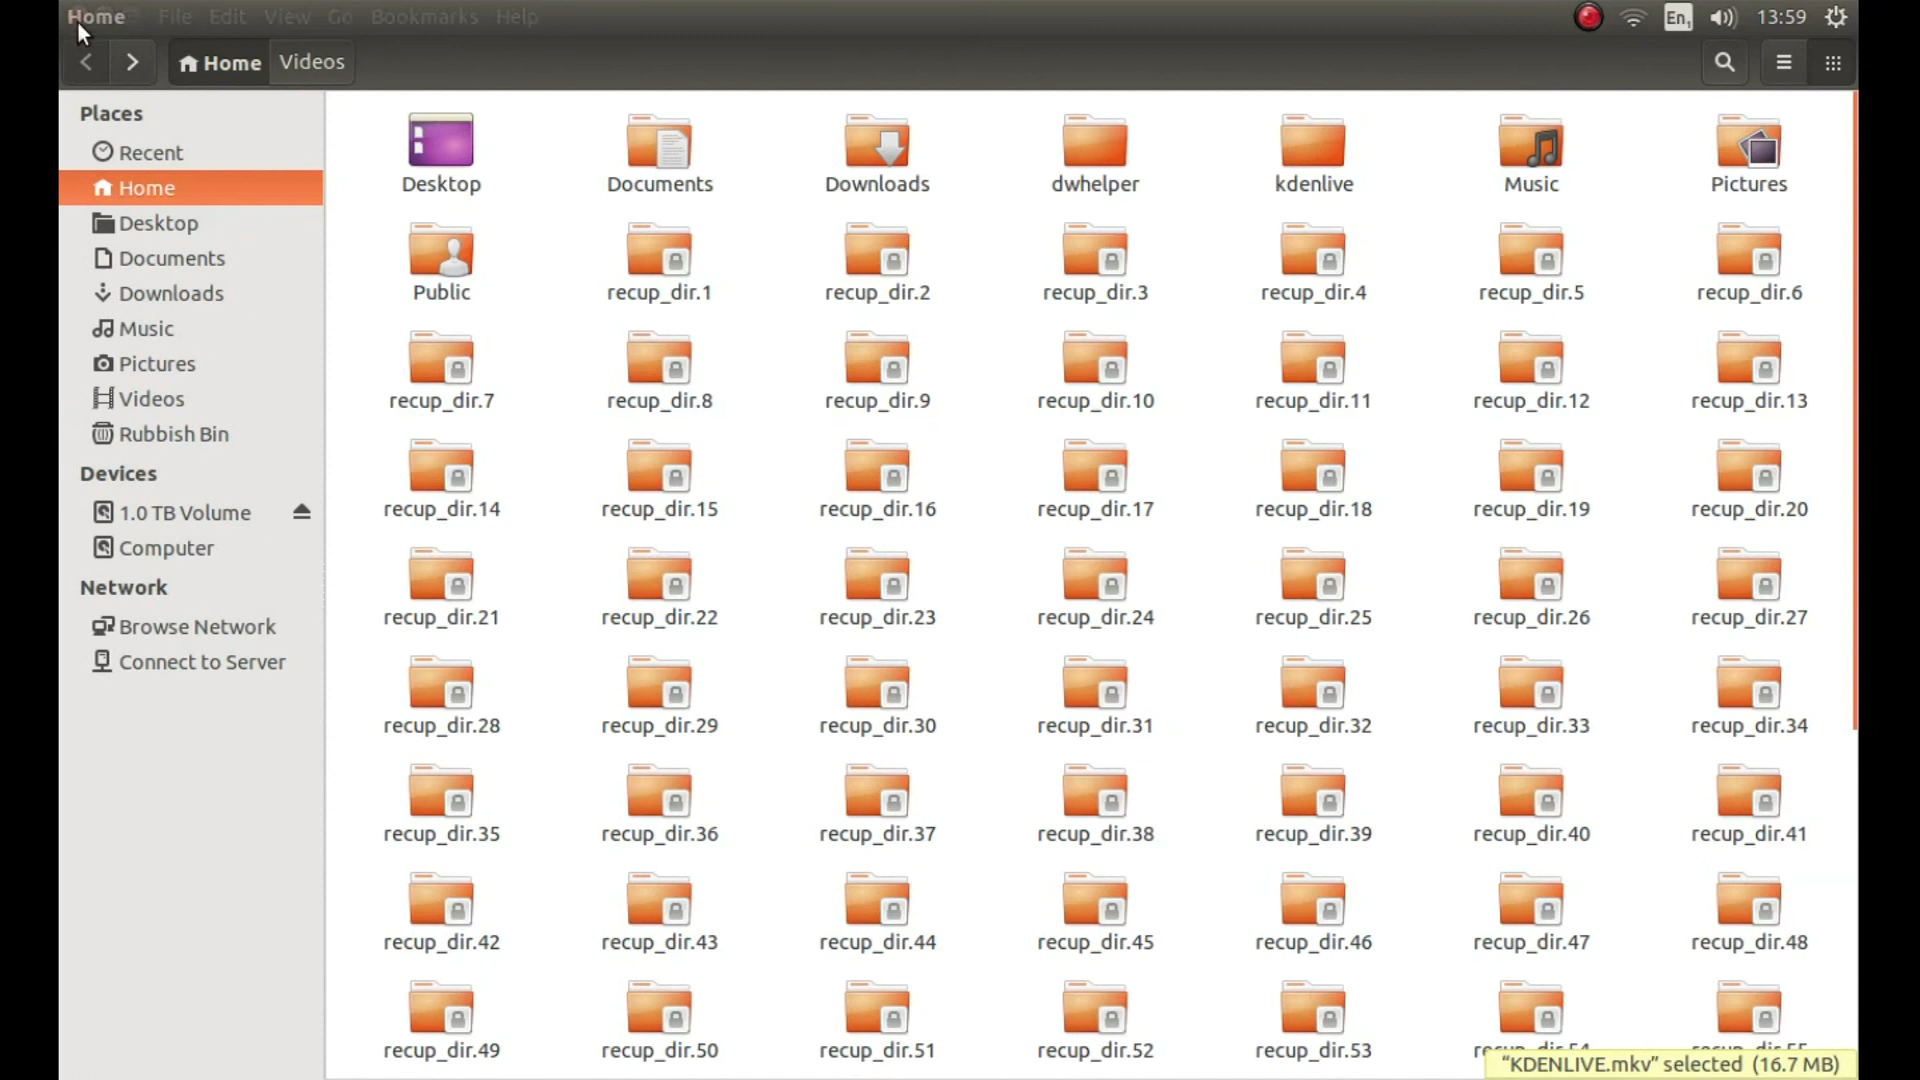 Home File Edit View Go Bookmarks Help En1 13:59
Home Videos
Places
Recent
Home
Desktop
Documents
Downloads
Music
Pictures
Videos
Rubbish Bin
Devices
1.0 TB Volume
Computer
Network
Browse Network
Connect to Server
Desktop Documents Downloads dwhelper kdenlive Music Pictures
Public recup_dir.1 recup_dir.2 recup_dir.3 recup_dir.4 recup_dir.5 recup_dir.6
recup_dir.7 recup_dir.8 recup_dir.9 recup_dir.10 recup_dir.11 recup_dir.12 recup_dir.13
recup_dir.14 recup_dir.15 recup_dir.16 recup_dir.17 recup_dir.18 recup_dir.19 recup_dir.20
recup_dir.21 recup_dir.22 recup_dir.23 recup_dir.24 recup_dir.25 recup_dir.26 recup_dir.27
recup_dir.28 recup_dir.29 recup_dir.30 recup_dir.31 recup_dir.32 recup_dir.33 recup_dir.34
recup_dir.35 recup_dir.36 recup_dir.37 recup_dir.38 recup_dir.39 recup_dir.40 recup_dir.41
recup_dir.42 recup_dir.43 recup_dir.44 recup_dir.45 recup_dir.46 recup_dir.47 recup_dir.48
recup_dir.49 recup_dir.50 recup_dir.51 recup_dir.52 recup_dir.53
"KDENLIVE.mkv" selected (16.7 MB)